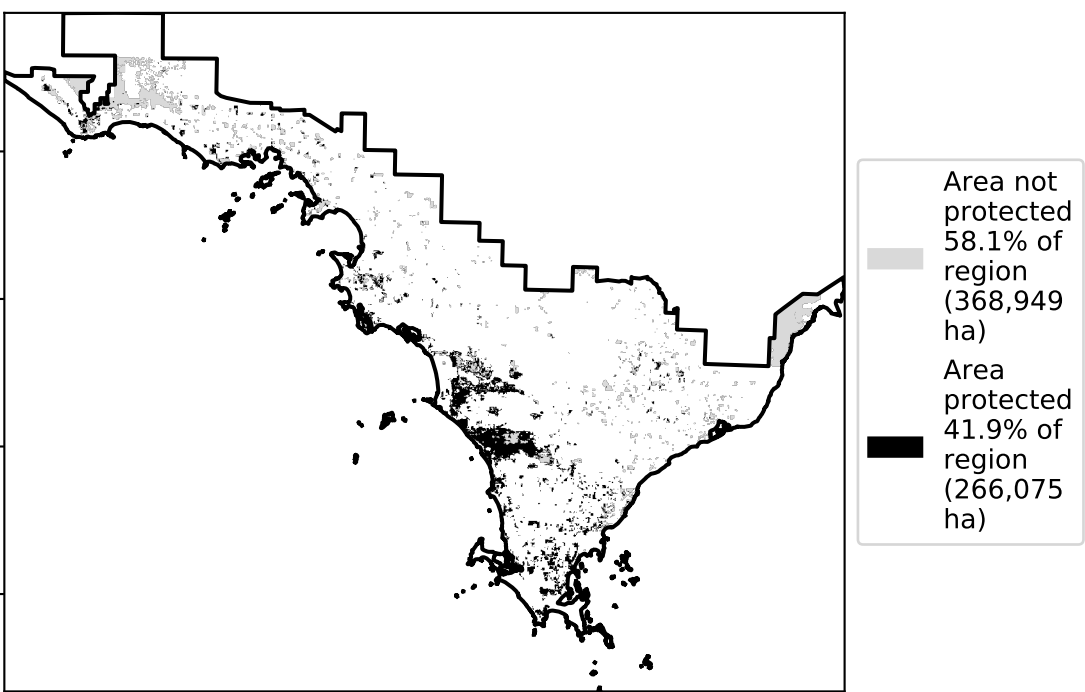 Area not
protected
58.1% of
region
(368,949
ha)
Area
protected
41.9% of
region
(266,075
ha)